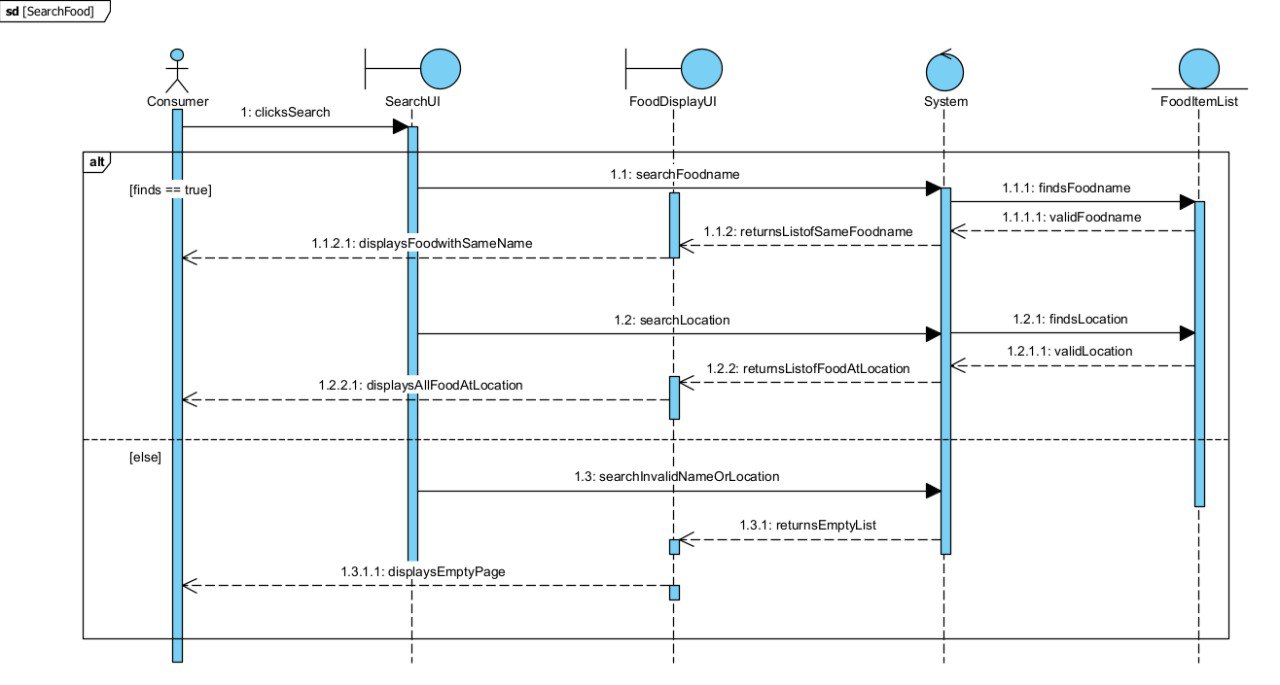 sd [SearchFood]
Consumer
SearchUI
FoodDisplayUI
System
FoodItemList
1: clicksSearch
alt
[finds == true]
1.1: searchFoodname
1.1.1: findsFoodname
1.1.1.1: validFoodname
1.1.2: returnsListofSameFoodname
1.1.2.1: displaysFoodwithSameName
1.2: searchLocation
1.2.1: findsLocation
1.2.1.1: validLocation
1.2.2: returnsListofFoodAtLocation
1.2.2.1: displaysAllFoodAtLocation
[else]
1.3: searchInvalidNameOrLocation
1.3.1: returnsEmptyList
1.3.1.1: displaysEmptyPage